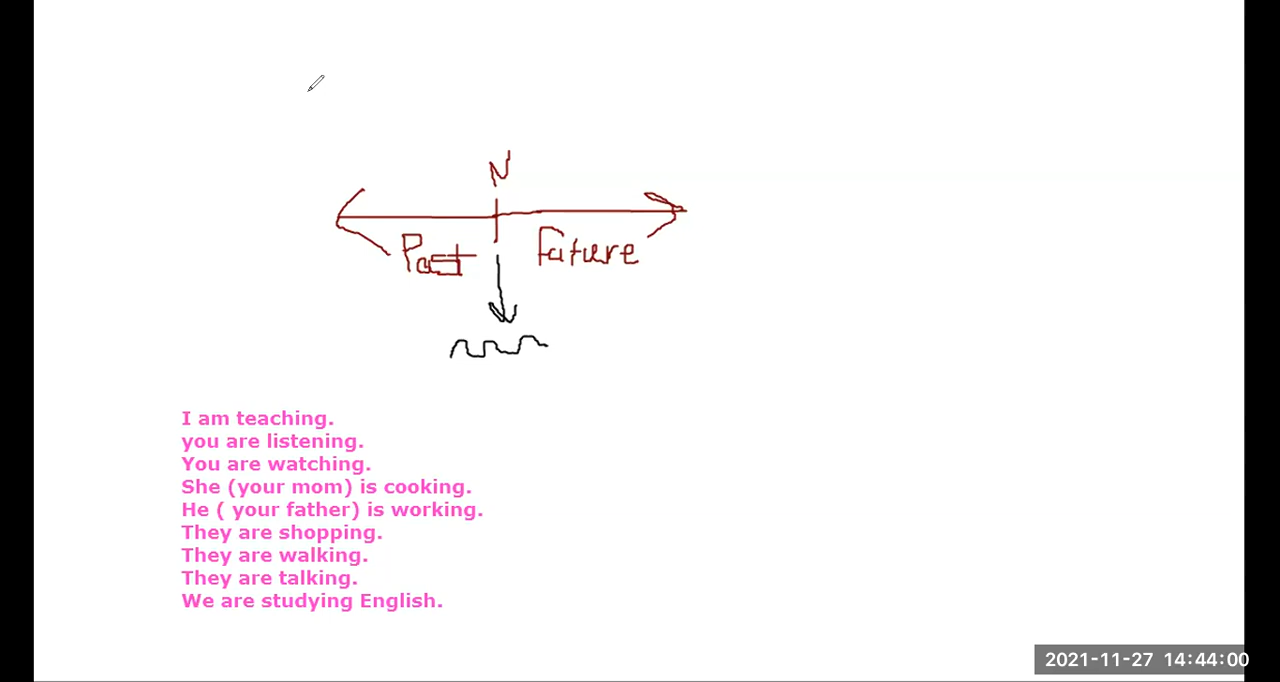 N
Past Future
I am teaching.
you are listening.
You are watching.
She (your mom) is cooking.
He ( your father) is working.
They are shopping.
They are walking.
They are talking.
We are studying English.
2021-11-27 14:44:00